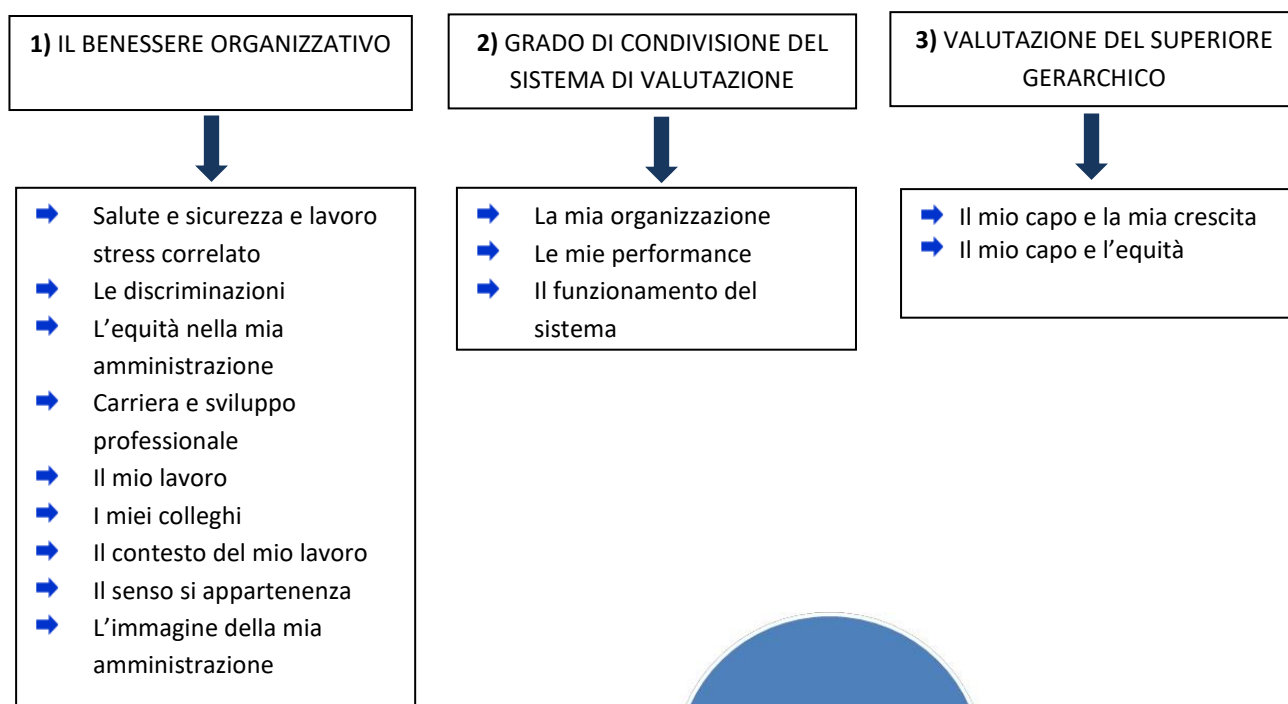 1) IL BENESSERE ORGANIZZATIVO
2) GRADO DI CONDIVISIONE DEL
SISTEMA DI VALUTAZIONE
3) VALUTAZIONE DEL SUPERIORE
GERARCHICO
Salute e sicurezza e lavoro
stress correlato
Le discriminazioni
L’equità nella mia
amministrazione
Carriera e sviluppo
professionale
Il mio lavoro
I miei colleghi
Il contesto del mio lavoro
Il senso si appartenenza
L’immagine della mia
amministrazione
La mia organizzazione
Le mie performance
Il funzionamento del
sistema
Il mio capo e la mia crescita
Il mio capo e l’equità